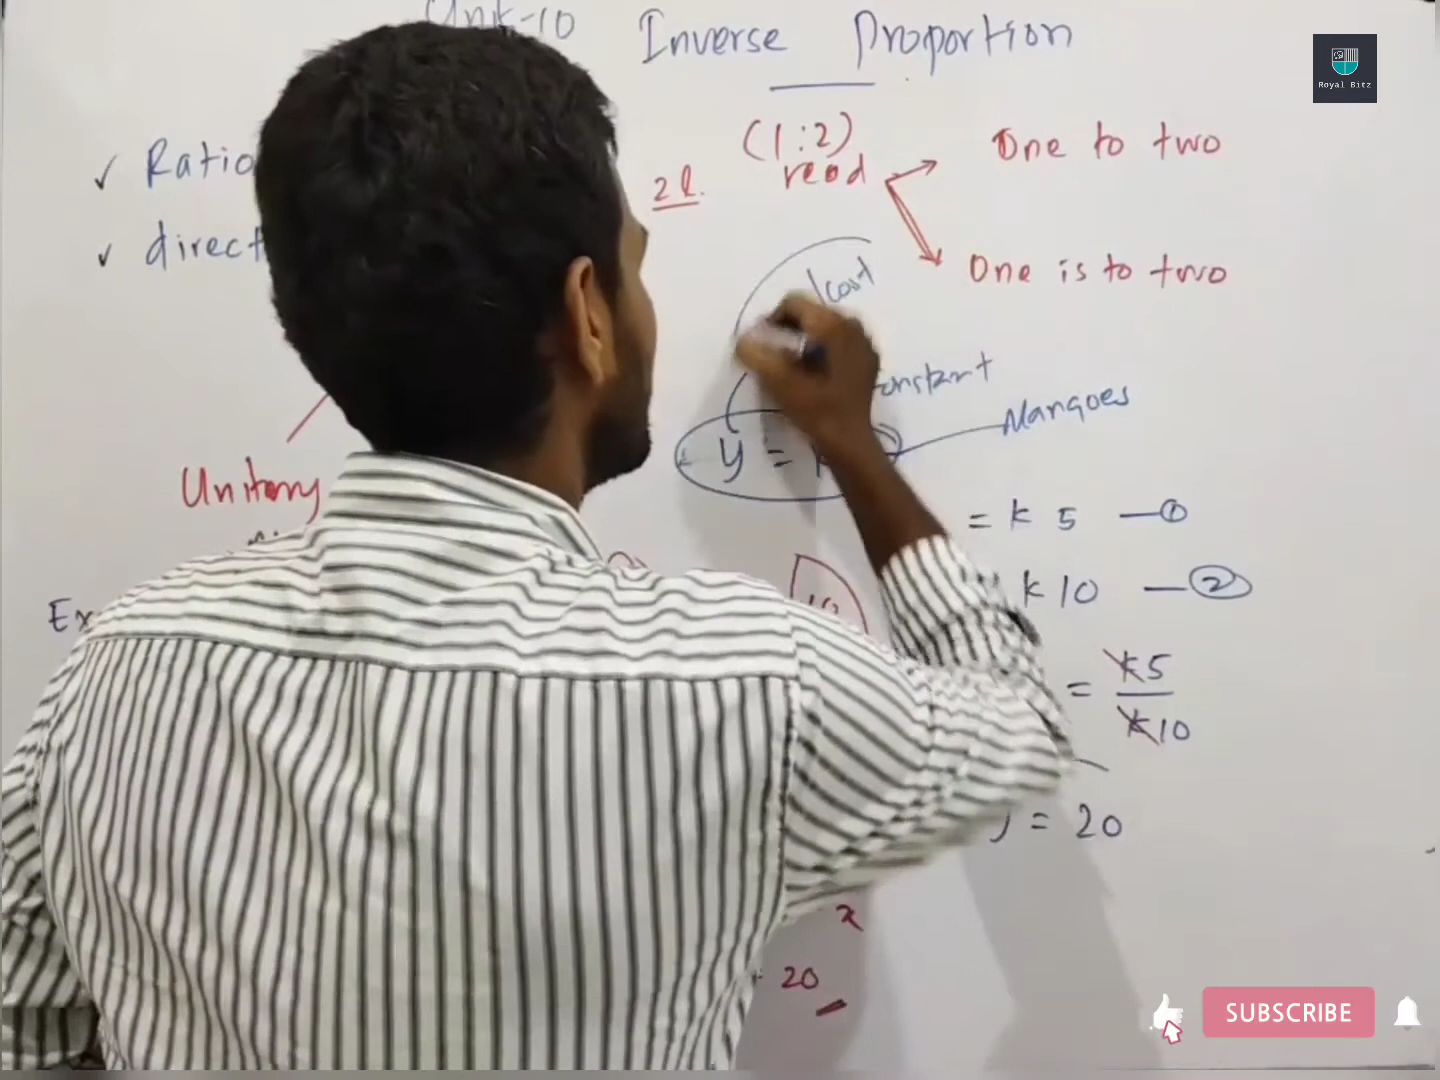 Unit-10 Inverse Proportion
Royal Bitz
✓ Ratio
(1:2)
One to two
2l.
read
✓ direct
One is to two
cost
constant
Mangoes
y =
Unitary
= k 5 —①
k 10 —②
Ex
10
= k5
k10
y = 20
x
20
SUBSCRIBE